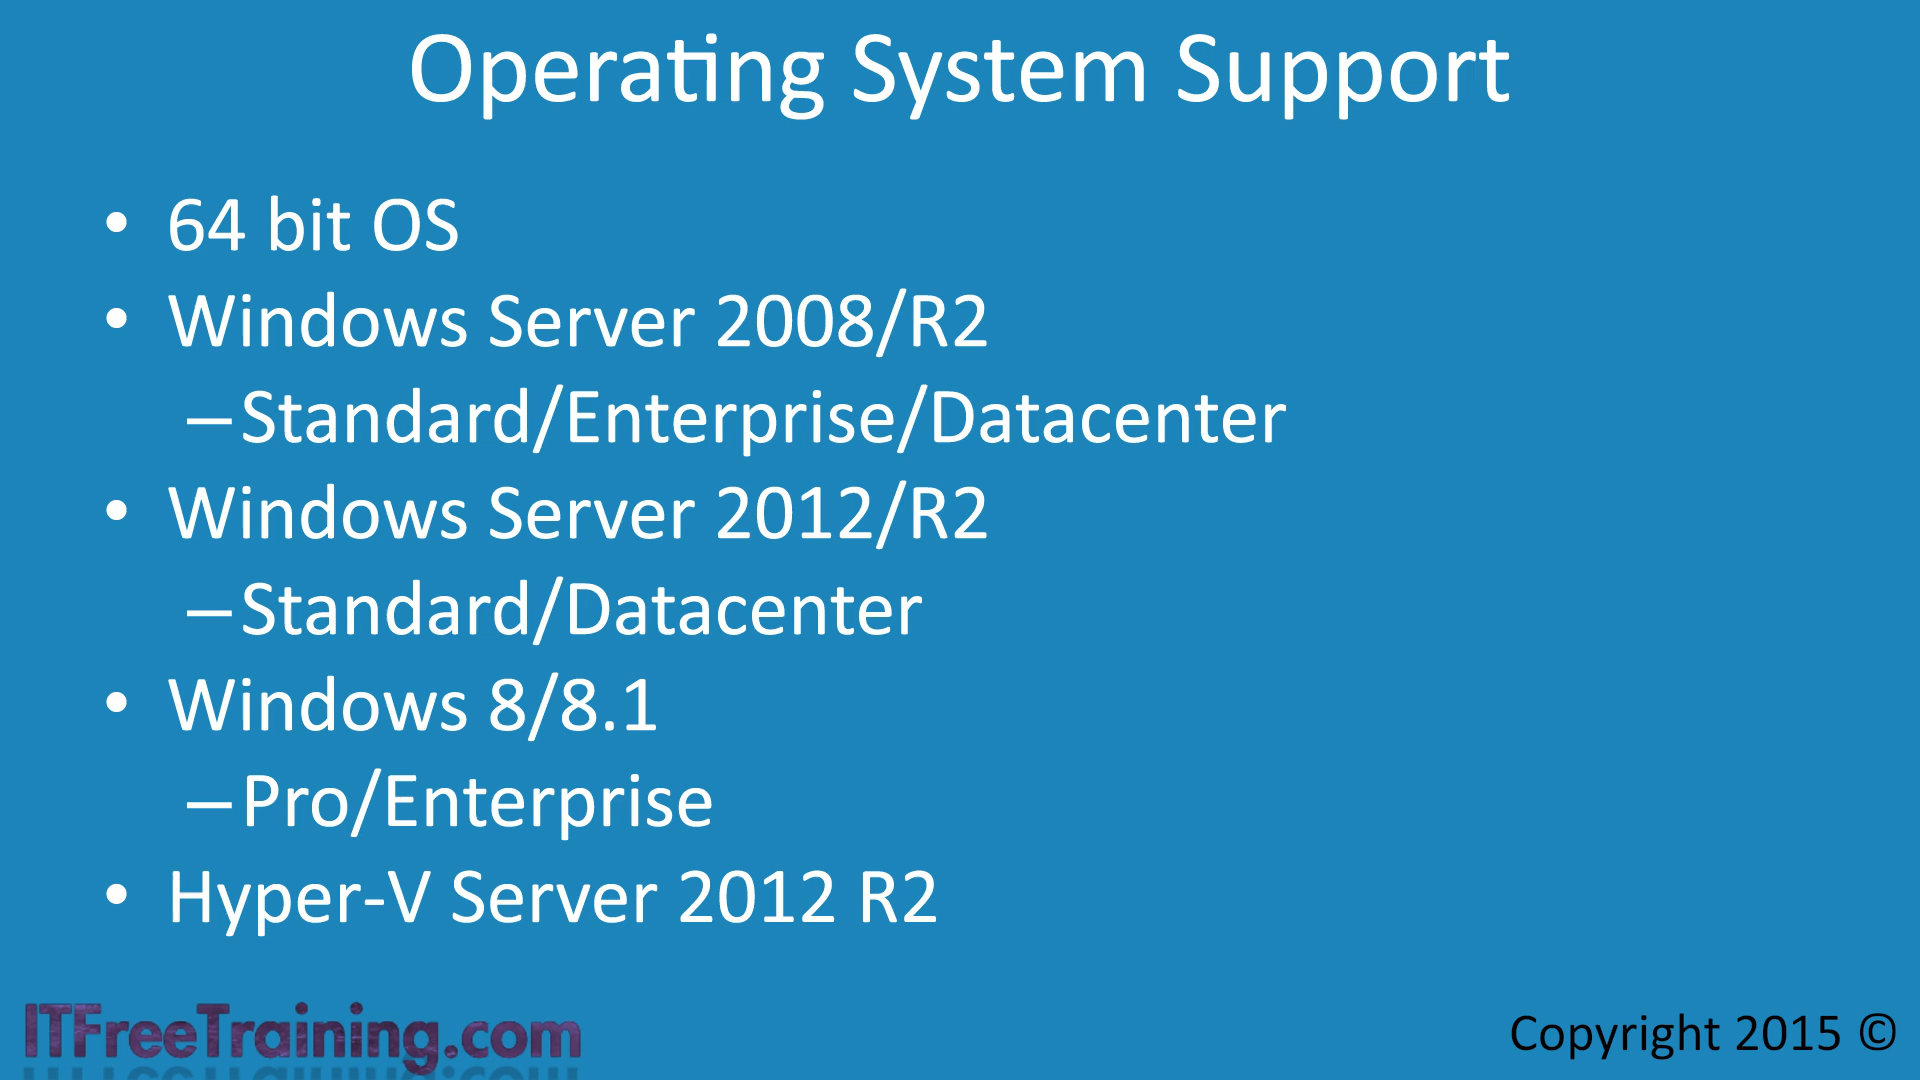 Operating System Support
• 64 bit OS
• Windows Server 2008/R2
–Standard/Enterprise/Datacenter
• Windows Server 2012/R2
–Standard/Datacenter
• Windows 8/8.1
–Pro/Enterprise
• Hyper-V Server 2012 R2
ITFreeTraining.com
Copyright 2015 ©